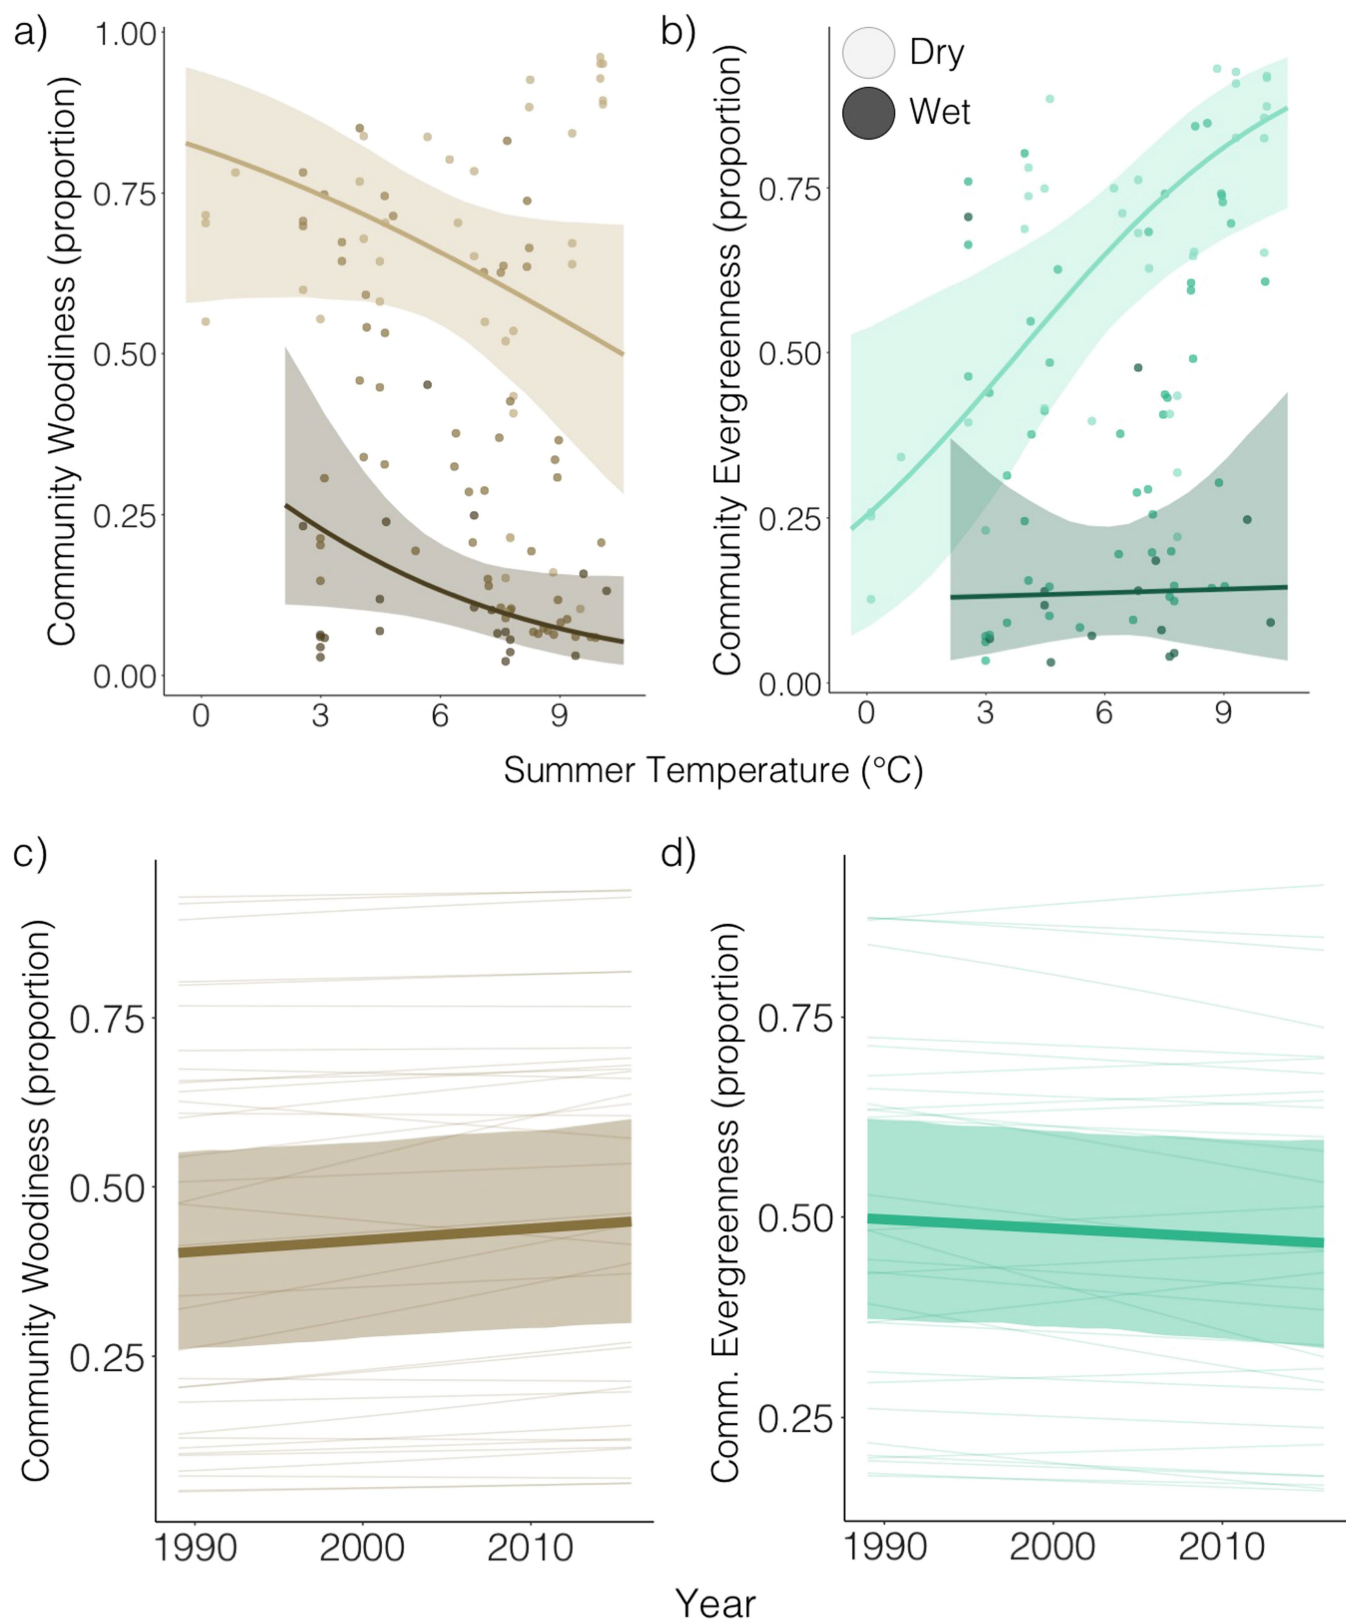 a)
Community Woodiness (proportion)
1.00
0.75
0.50
0.25
0.00
0 3 6 9
b)
Community Evergreenness (proportion)
Dry
Wet
0.75
0.50
0.25
0.00
0 3 6 9
Summer Temperature (°C)
c)
Community Woodiness (proportion)
0.75
0.50
0.25
1990 2000 2010
d)
Comm. Evergreenness (proportion)
0.75
0.50
0.25
1990 2000 2010
Year